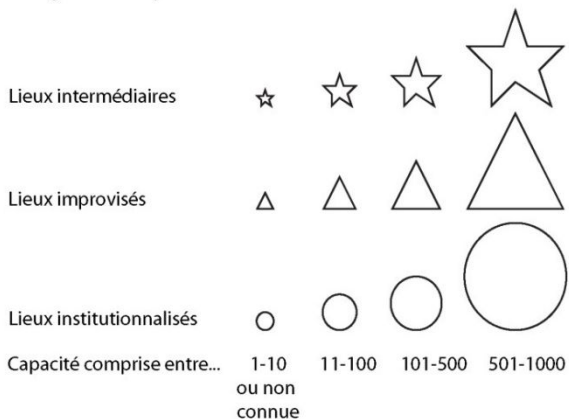 Lieux intermédiaires
Lieux improvisés
Lieux institutionnalisés
Capacité comprise entre... 1-10 11-100 101-500 501-1000
ou non
connue